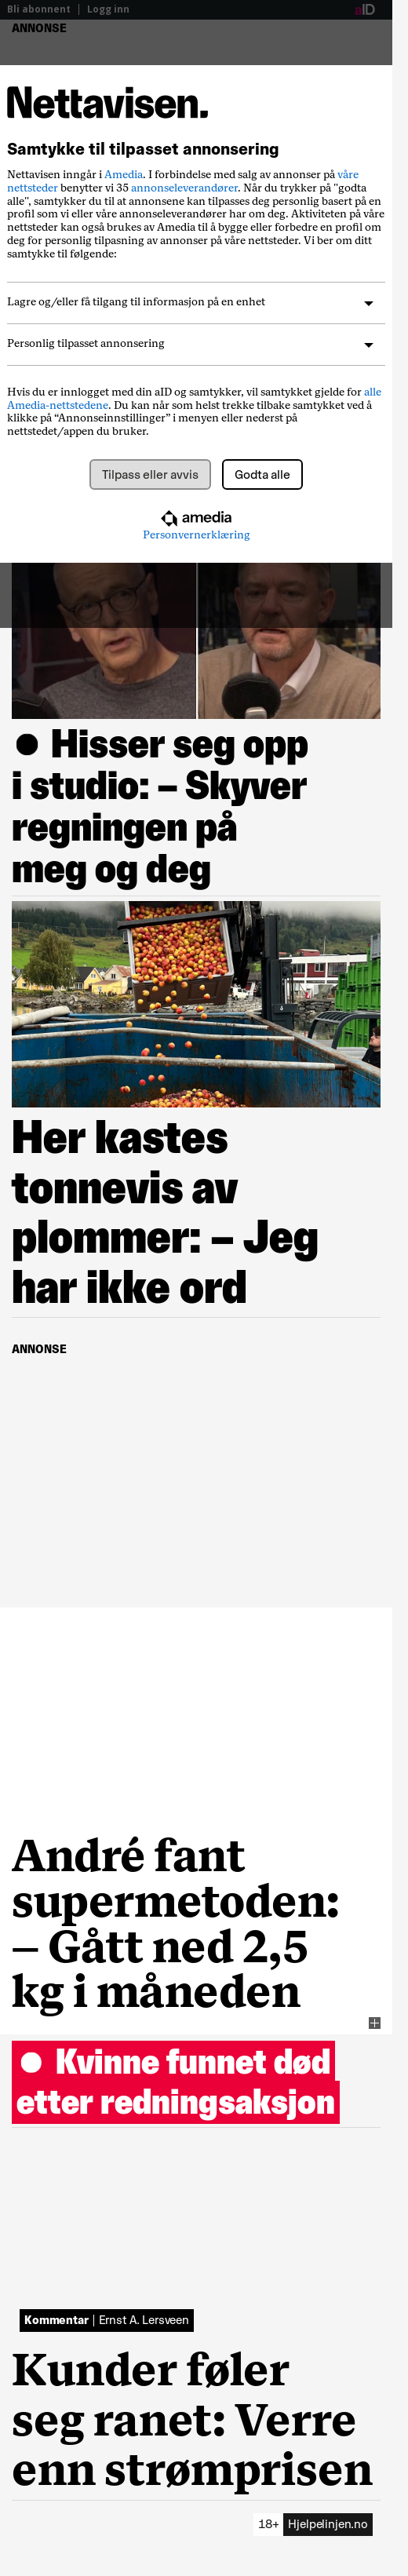 Bli abonnent | Logg inn
aID
ANNONSE
Nettavisen.
Samtykke til tilpasset annonsering
Nettavisen inngår i Amedia. I forbindelse med salg av annonser på våre
nettsteder benytter vi 35 annonseleverandører. Når du trykker på "godta
alle", samtykker du til at annonsene kan tilpasses deg personlig basert på en
profil som vi eller våre annonseleverandører har om deg. Aktiviteten på våre
nettsteder kan også brukes av Amedia til å bygge eller forbedre en profil om
deg for personlig tilpasning av annonser på våre nettsteder. Vi ber om ditt
samtykke til følgende:
Lagre og/eller få tilgang til informasjon på en enhet
Personlig tilpasset annonsering
Hvis du er innlogget med din aID og samtykker, vil samtykket gjelde for alle
Amedia-nettstedene. Du kan når som helst trekke tilbake samtykket ved å
klikke på “Annonseinnstillinger” i menyen eller nederst på
nettstedet/appen du bruker.
Tilpass eller avvis
Godta alle
amedia
Personvernerklæring
Hisser seg opp
i studio: – Skyver
regningen på
meg og deg
Her kastes
tonnevis av
plommer: – Jeg
har ikke ord
ANNONSE
André fant
supermetoden:
– Gått ned 2,5
kg i måneden
Kvinne funnet død
etter redningsaksjon
Kommentar | Ernst A. Lersveen
Kunder føler
seg ranet: Verre
enn strømprisen
18+ Hjelpelinjen.no